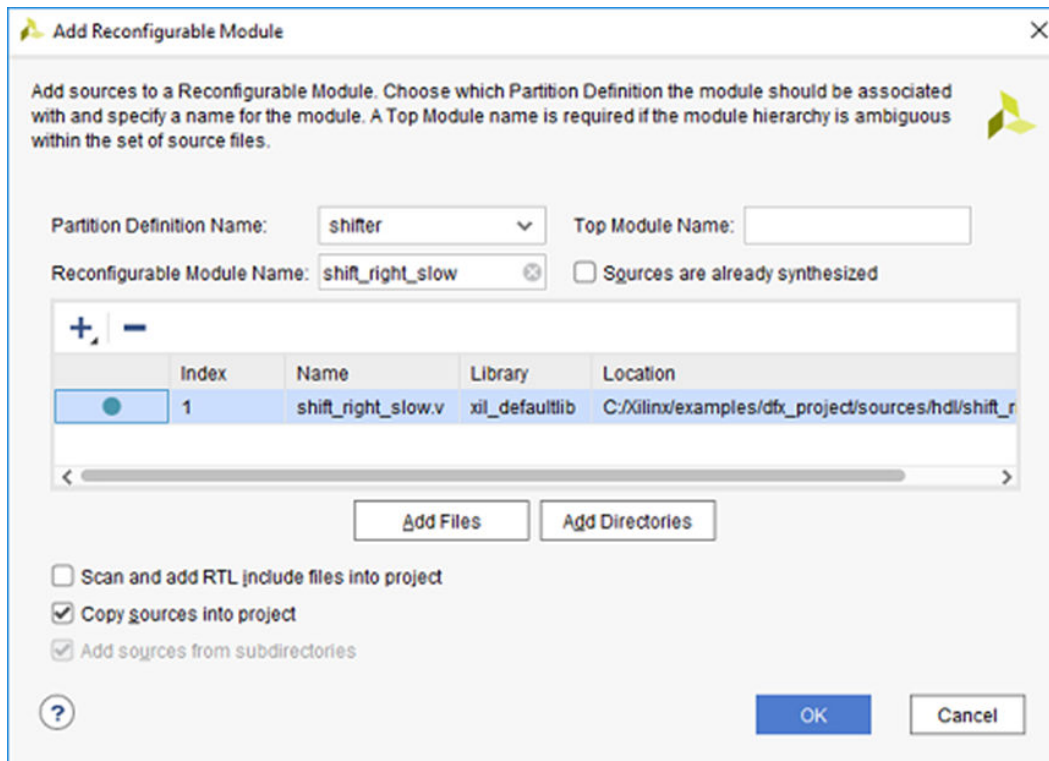 Add Reconfigurable Module
Add sources to a Reconfigurable Module. Choose which Partition Definition the module should be associated
with and specify a name for the module. A Top Module name is required if the module hierarchy is ambiguous
within the set of source files.
Partition Definition Name: shifter Top Module Name:
Reconfigurable Module Name: shift_right_slow Sources are already synthesized
Index Name Library Location
1 shift_right_slow.v xil_defaultlib C:/Xilinx/examples/dfx_project/sources/hdl/shift_r
Add Files Add Directories
Scan and add RTL include files into project
Copy sources into project
Add sources from subdirectories
? OK Cancel